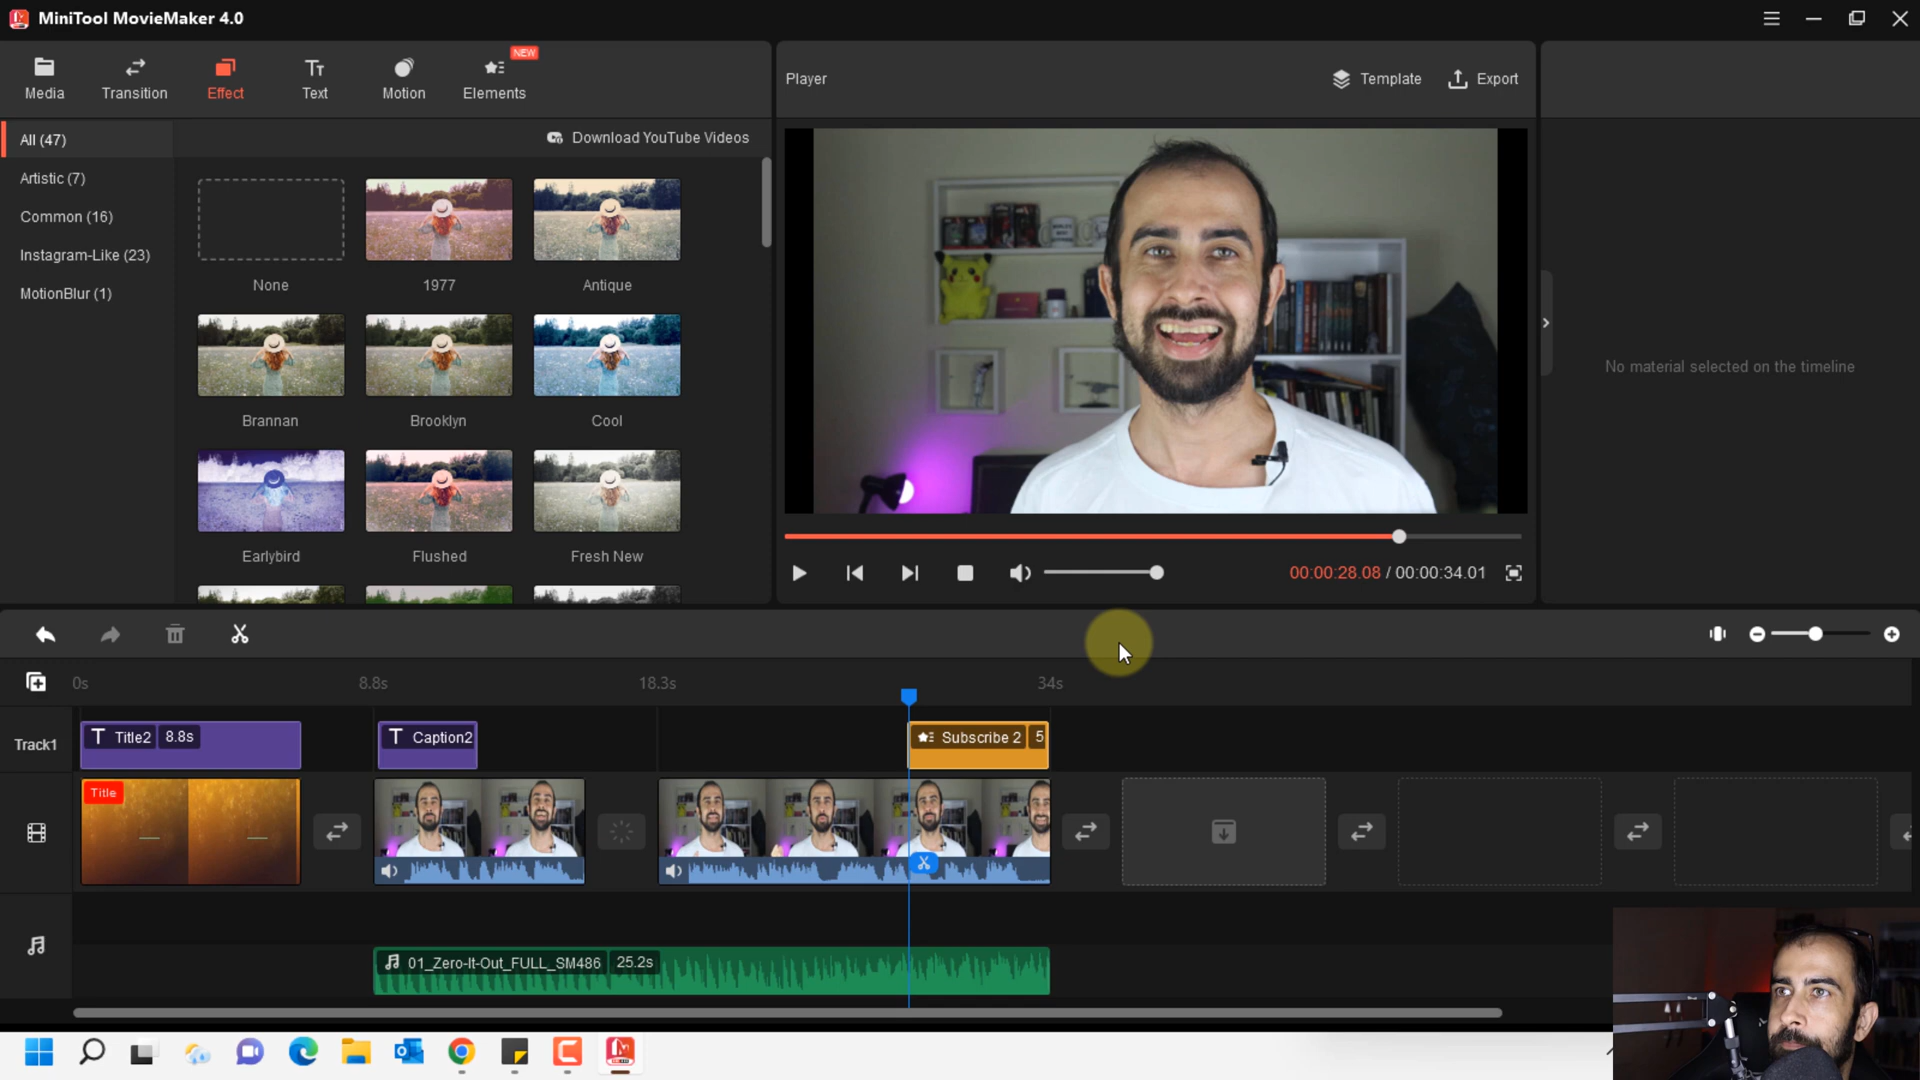 MiniTool MovieMaker 4.0
NEW
Media
Transition
Effect
Text
Motion
Elements
Player
Template
Export
All (47)
Download YouTube Videos
Artistic (7)
Common (16)
Instagram-Like (23)
MotionBlur (1)
None
1977
Antique
Brannan
Brooklyn
Cool
Earlybird
Flushed
Fresh New
No material selected on the timeline
00:00:28.08 / 00:00:34.01
0s
8.8s
18.3s
34s
Track1
T Title2 8.8s
T Caption2
Subscribe 2 5
Title
01_Zero-It-Out_FULL_SM486 25.2s